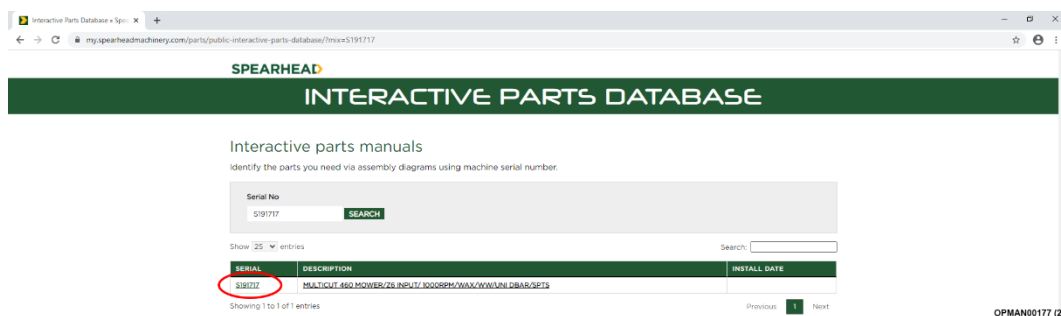 Interactive Parts Database « Spe
my.spearheadmachinery.com/parts/public-interactive-parts-database/?mix=S191717
SPEARHEAD
INTERACTIVE PARTS DATABASE
Interactive parts manuals
Identify the parts you need via assembly diagrams using machine serial number.
Serial No
S191717 SEARCH
Show 25 entries Search:
SERIAL DESCRIPTION INSTALL DATE
S191717 MULTICUT 460 MOWER/Z6 INPUT/ 1000RPM/WAX/WW/UNI DBAR/SPTS
Showing 1 to 1 of 1 entries Previous 1 Next
OPMAN00177 (2